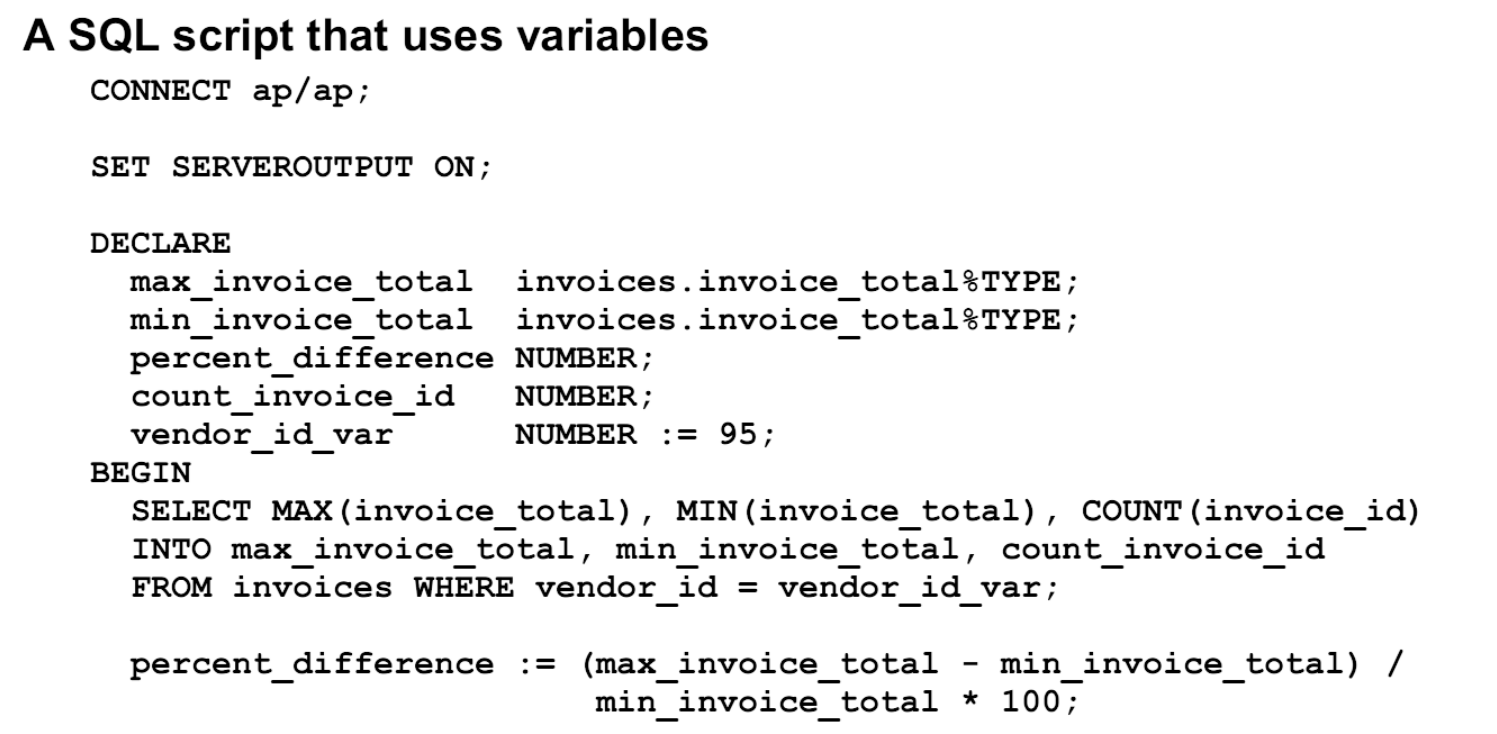 A SQL script that uses variables
CONNECT ap/ap;
SET SERVEROUTPUT ON;
DECLARE
max_invoice_total invoices.invoice_total%TYPE;
min_invoice_total invoices.invoice_total%TYPE;
percent_difference NUMBER;
count_invoice_id NUMBER;
vendor_id_var NUMBER := 95;
BEGIN
SELECT MAX(invoice_total), MIN(invoice_total), COUNT(invoice_id)
INTO max_invoice_total, min_invoice_total, count_invoice_id
FROM invoices WHERE vendor_id = vendor_id_var;
percent_difference := (max_invoice_total - min_invoice_total) /
min_invoice_total * 100;